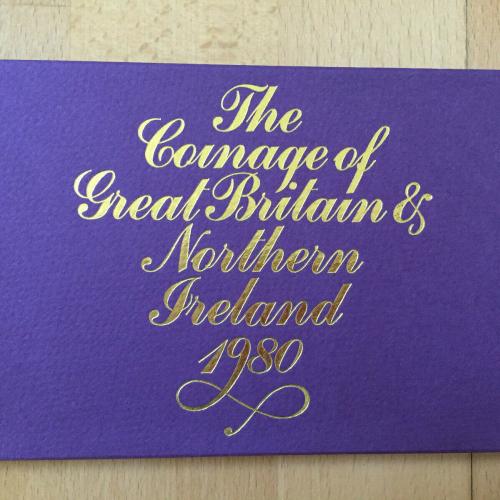 The
Coinage of
Great Britain &
Northern
Ireland
1980